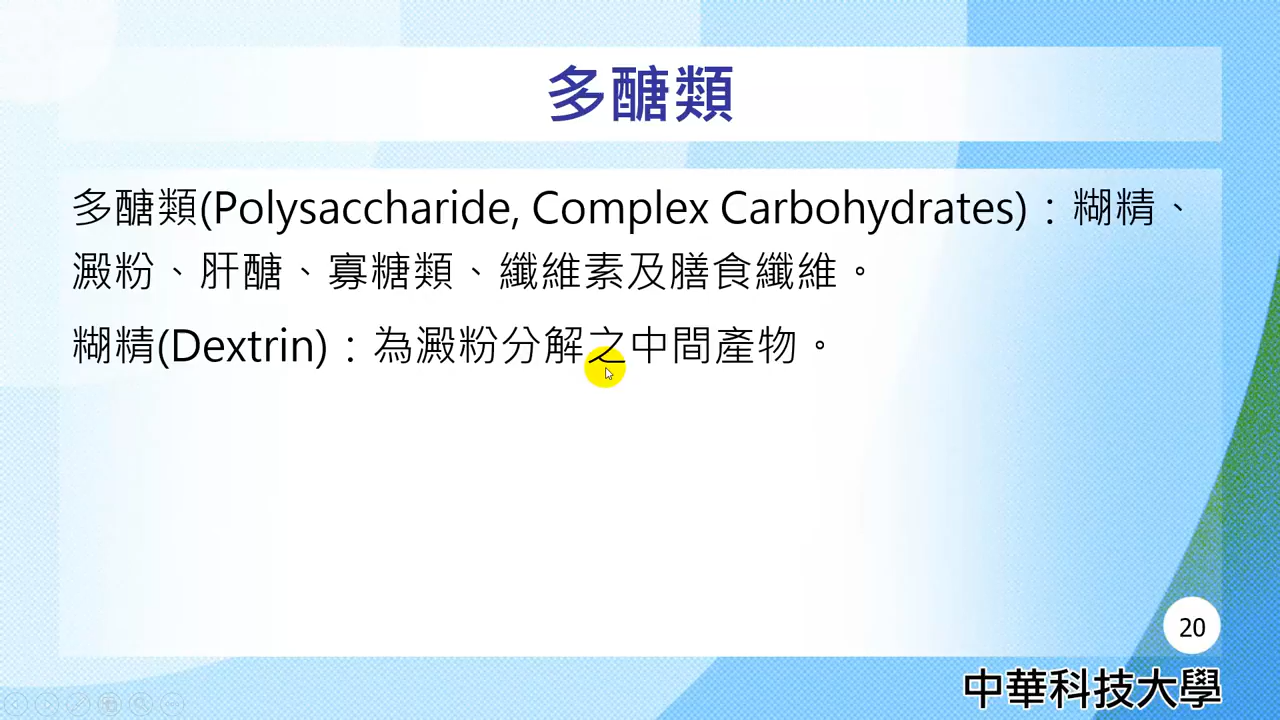 多醣類
多醣類(Polysaccharide, Complex Carbohydrates)：糊精、
澱粉、肝醣、寡糖類、纖維素及膳食纖維。
糊精(Dextrin)：為澱粉分解之中間產物。
20
中華科技大學